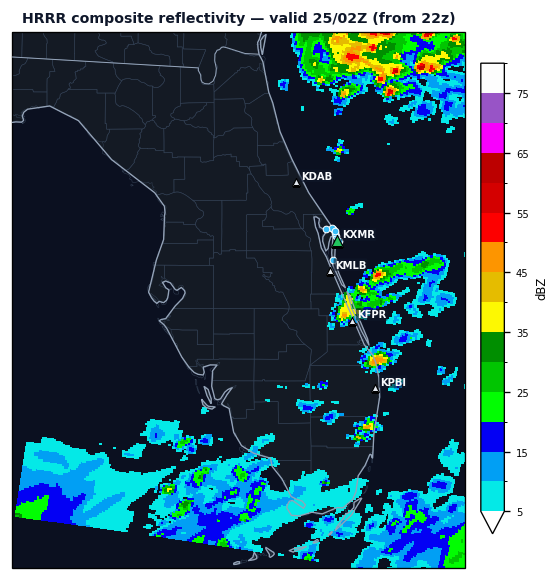 HRRR composite reflectivity — valid 25/02Z (from 22z)
KDAB
KXMR
KMLB
KFPR
KPBI
75
65
55
45
35
25
15
5
dBZ